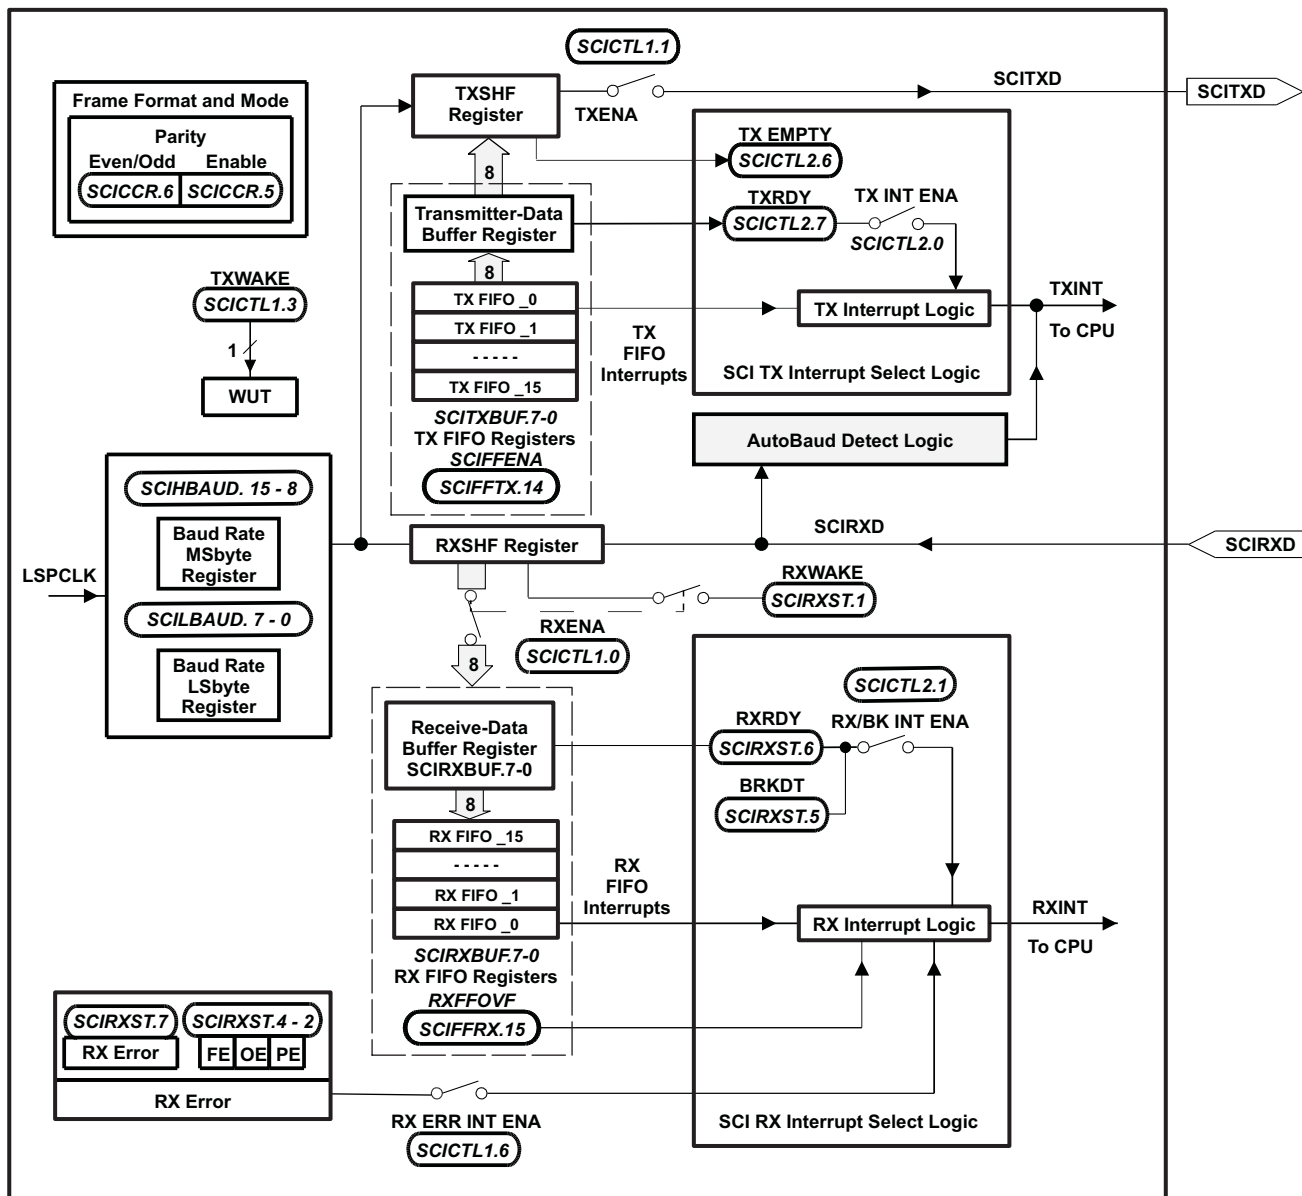 SCICTL1.1
Frame Format and Mode
Parity
Even/Odd Enable
SCICCR.6 SCICCR.5
TXSHF
Register
TXENA
SCITXD
SCITXD
TX EMPTY
SCICTL2.6
8
Transmitter-Data
Buffer Register
TXRDY
SCICTL2.7
TX INT ENA
SCICTL2.0
8
TXWAKE
SCICTL1.3
1
WUT
TX FIFO _0
TX FIFO _1
- - - - -
TX FIFO _15
TX
FIFO
Interrupts
TX Interrupt Logic
TXINT
To CPU
SCI TX Interrupt Select Logic
SCITXBUF.7-0
TX FIFO Registers
SCIFFENA
SCIFFTX.14
AutoBaud Detect Logic
SCIHBAUD. 15 - 8
Baud Rate
MSbyte
Register
LSPCLK
SCILBAUD. 7 - 0
Baud Rate
LSbyte
Register
RXSHF Register
SCIRXD
SCIRXD
RXWAKE
SCIRXST.1
RXENA
SCICTL1.0
8
SCICTL2.1
Receive-Data
Buffer Register
SCIRXBUF.7-0
RXRDY
SCIRXST.6
RX/BK INT ENA
BRKDT
SCIRXST.5
8
RX FIFO _15
- - - - -
RX FIFO _1
RX FIFO _0
RX
FIFO
Interrupts
RX Interrupt Logic
RXINT
To CPU
SCIRXBUF.7-0
RX FIFO Registers
RXFFOVF
SCIFFRX.15
SCIRXST.7 SCIRXST.4 - 2
RX Error FE OE PE
RX Error
RX ERR INT ENA
SCICTL1.6
SCI RX Interrupt Select Logic